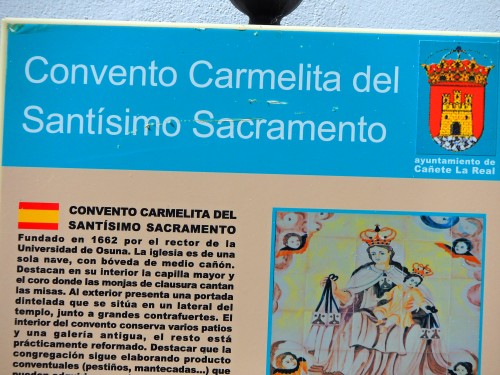 Convento Carmelita del
Santísimo Sacramento
ayuntamiento de
Cañete La Real
CONVENTO CARMELITA DEL
SANTÍSIMO SACRAMENTO
Fundado en 1662 por el rector de la
Universidad de Osuna. La iglesia es de una
sola nave, con bóveda de medio cañón.
Destacan en su interior la capilla mayor y
el coro donde las monjas de clausura cantan
las misas. Al exterior presenta una portada
dintelada que se sitúa en un lateral del
templo, junto a grandes contrafuertes. El
interior del convento conserva varios patios
y una galería antigua, el resto está
prácticamente reformado. Destacar que la
congregación sigue elaborando producto
conventuales (pestiños, mantecadas...) que